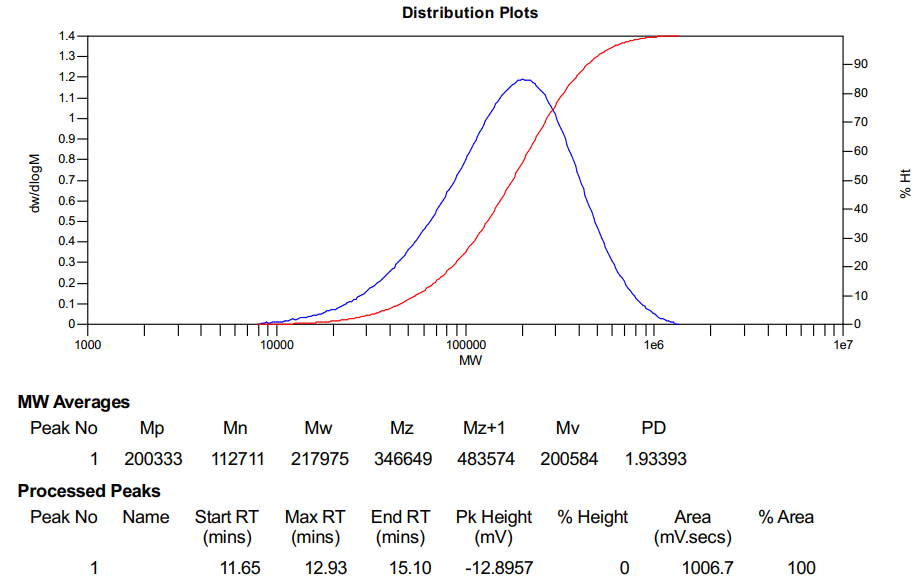 Distribution Plots
1.4
1.3
1.2
1.1
1
0.9
0.8
0.7
0.6
0.5
0.4
0.3
0.2
0.1
0
dw/dlogM
90
80
70
60
50
40
30
20
10
0
% Ht
1000 10000 100000 1e6 1e7
MW
MW Averages
Peak No Mp Mn Mw Mz Mz+1 Mv PD
1 200333 112711 217975 346649 483574 200584 1.93393
Processed Peaks
Peak No Name Start RT Max RT End RT Pk Height % Height Area % Area
(mins) (mins) (mins) (mV) (mV.secs)
1 11.65 12.93 15.10 -12.8957 0 1006.7 100